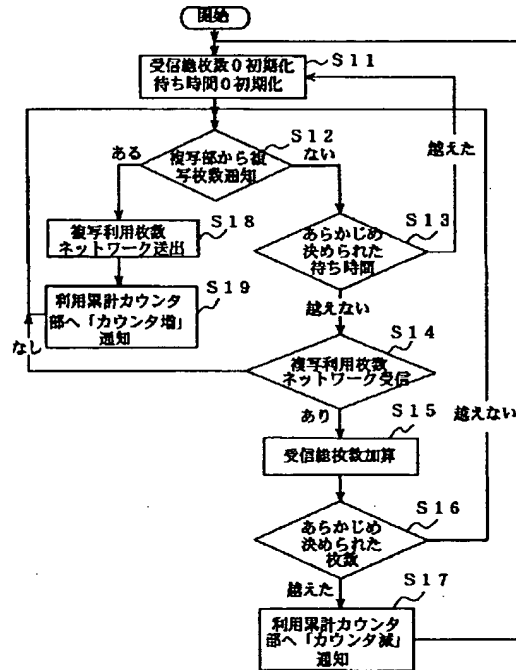 開始
受信総枚数0初期化
待ち時間0初期化
S11
複写部から複
写枚数通知
S12
ある
ない
越えた
複写利用枚数
ネットワーク送出
S18
あらかじめ
決められた
待ち時間
S13
利用累計カウンタ
部へ「カウンタ増」
通知
S19
越えない
なし
複写利用枚数
ネットワーク受信
S14
あり
受信総枚数加算
S15
越えない
あらかじめ
決められた
枚数
S16
越えた
利用累計カウンタ
部へ「カウンタ減」
通知
S17